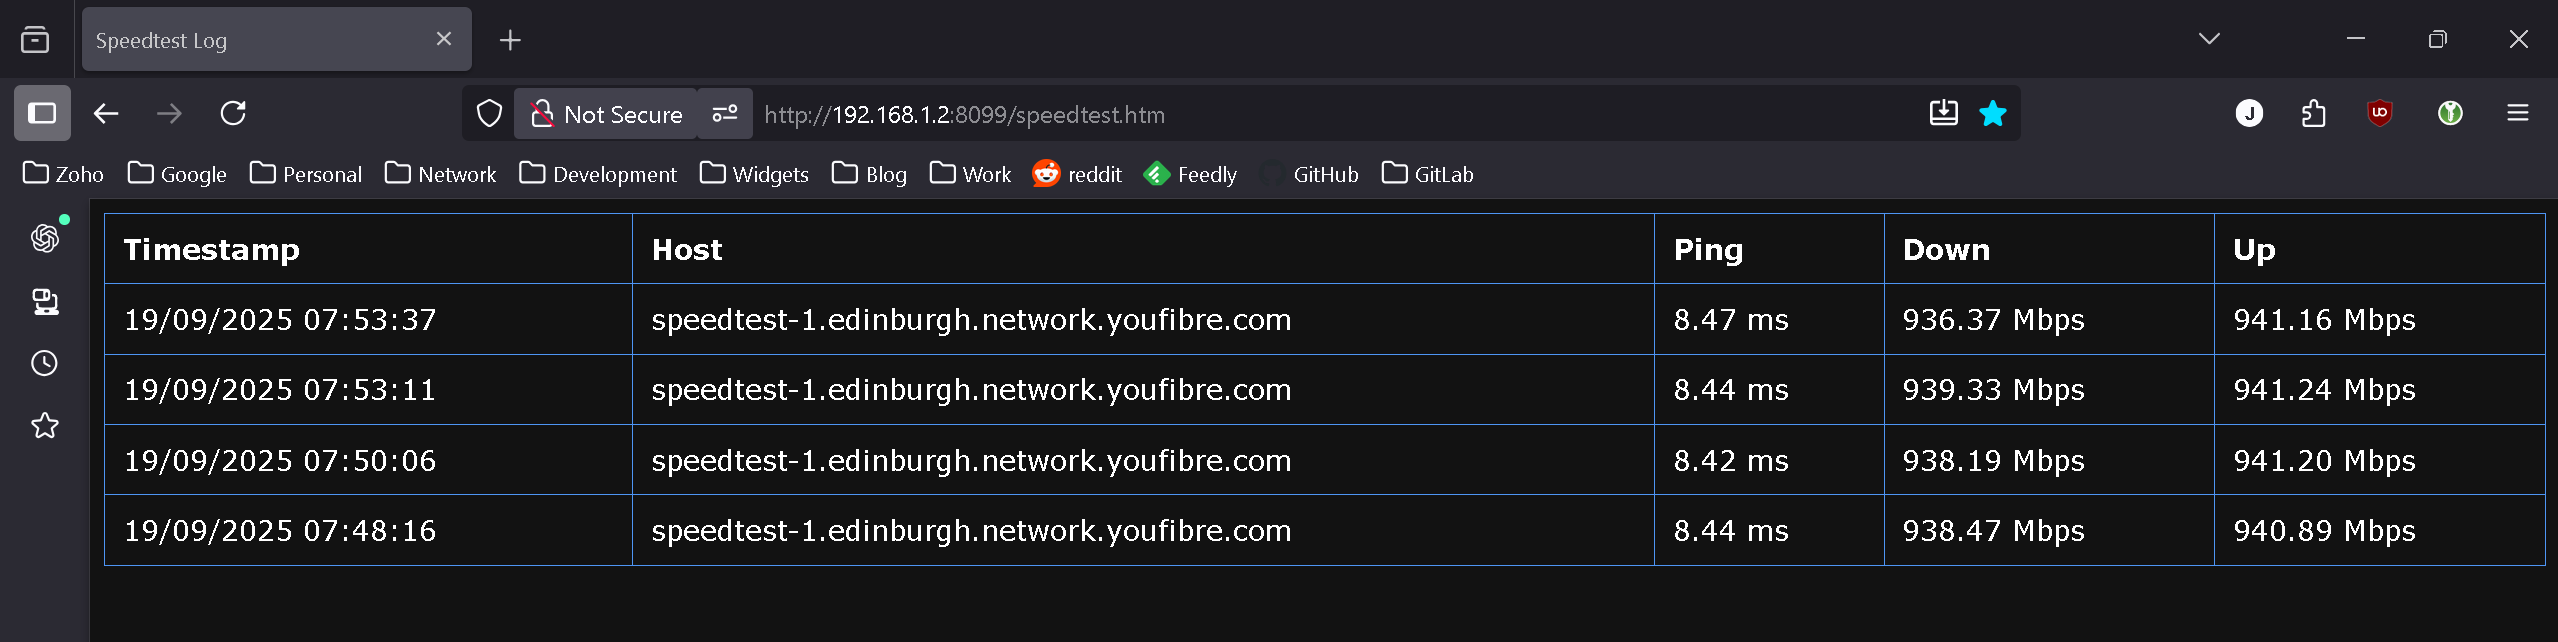 Speedtest Log
Not Secure http://192.168.1.2:8099/speedtest.htm J
Zoho Google Personal Network Development Widgets Blog Work reddit Feedly GitHub GitLab
Timestamp Host Ping Down Up
19/09/2025 07:53:37 speedtest-1.edinburgh.network.youfibre.com 8.47 ms 936.37 Mbps 941.16 Mbps
19/09/2025 07:53:11 speedtest-1.edinburgh.network.youfibre.com 8.44 ms 939.33 Mbps 941.24 Mbps
19/09/2025 07:50:06 speedtest-1.edinburgh.network.youfibre.com 8.42 ms 938.19 Mbps 941.20 Mbps
19/09/2025 07:48:16 speedtest-1.edinburgh.network.youfibre.com 8.44 ms 938.47 Mbps 940.89 Mbps